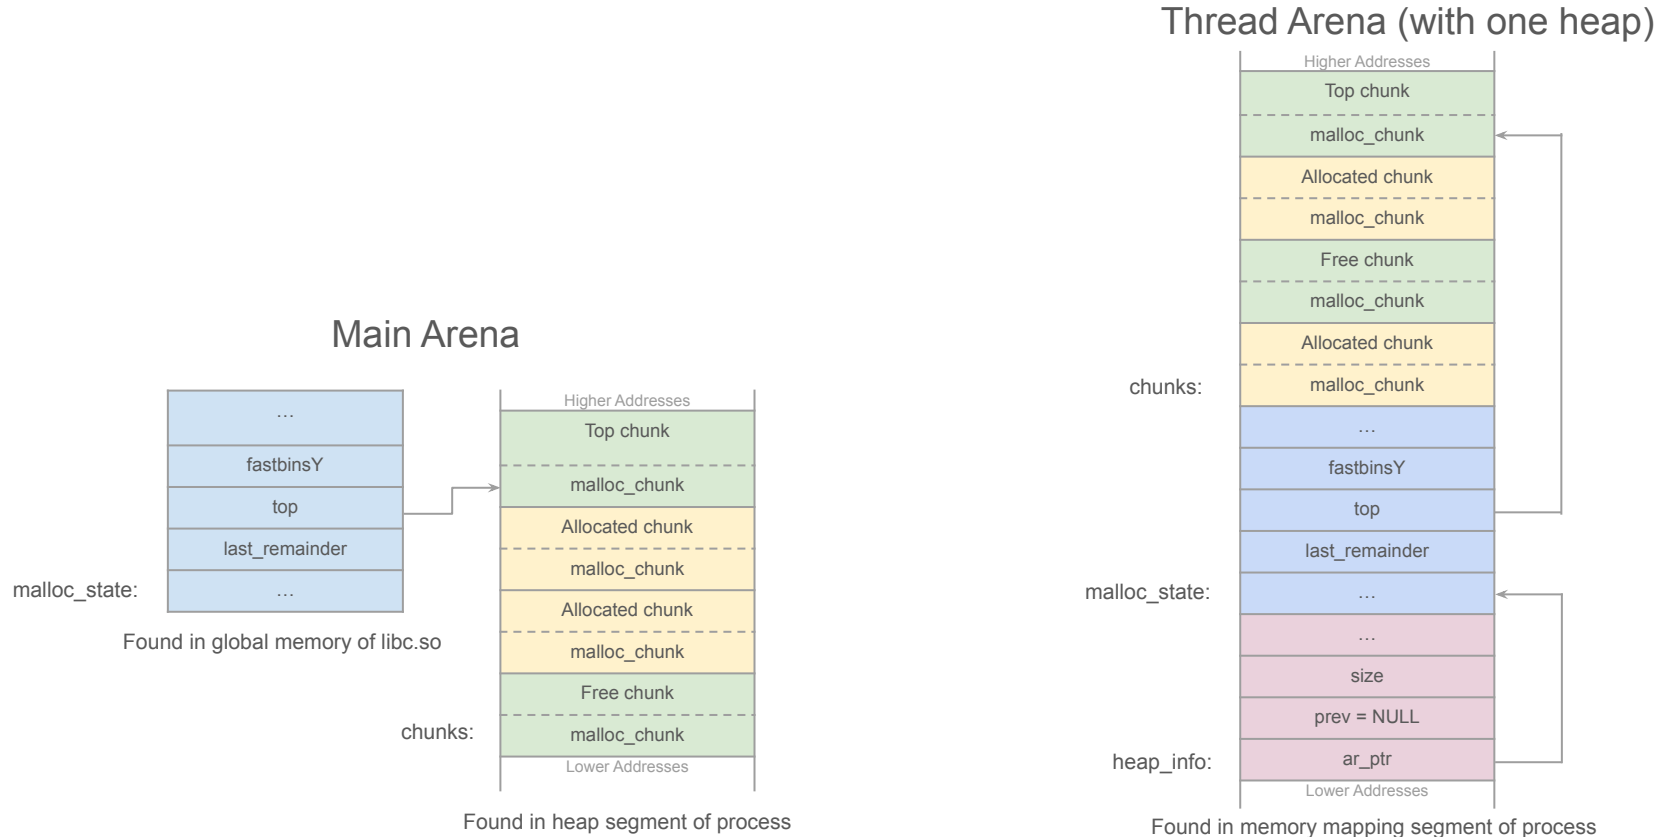 Main Arena
…
fastbinsY
top
last_remainder
malloc_state:
…
Found in global memory of libc.so
Higher Addresses
Top chunk
malloc_chunk
Allocated chunk
malloc_chunk
Allocated chunk
malloc_chunk
Free chunk
chunks:
malloc_chunk
Lower Addresses
Found in heap segment of process
Thread Arena (with one heap)
Higher Addresses
Top chunk
malloc_chunk
Allocated chunk
malloc_chunk
Free chunk
malloc_chunk
Allocated chunk
chunks:
malloc_chunk
…
fastbinsY
top
last_remainder
malloc_state:
…
…
size
prev = NULL
heap_info:
ar_ptr
Lower Addresses
Found in memory mapping segment of process